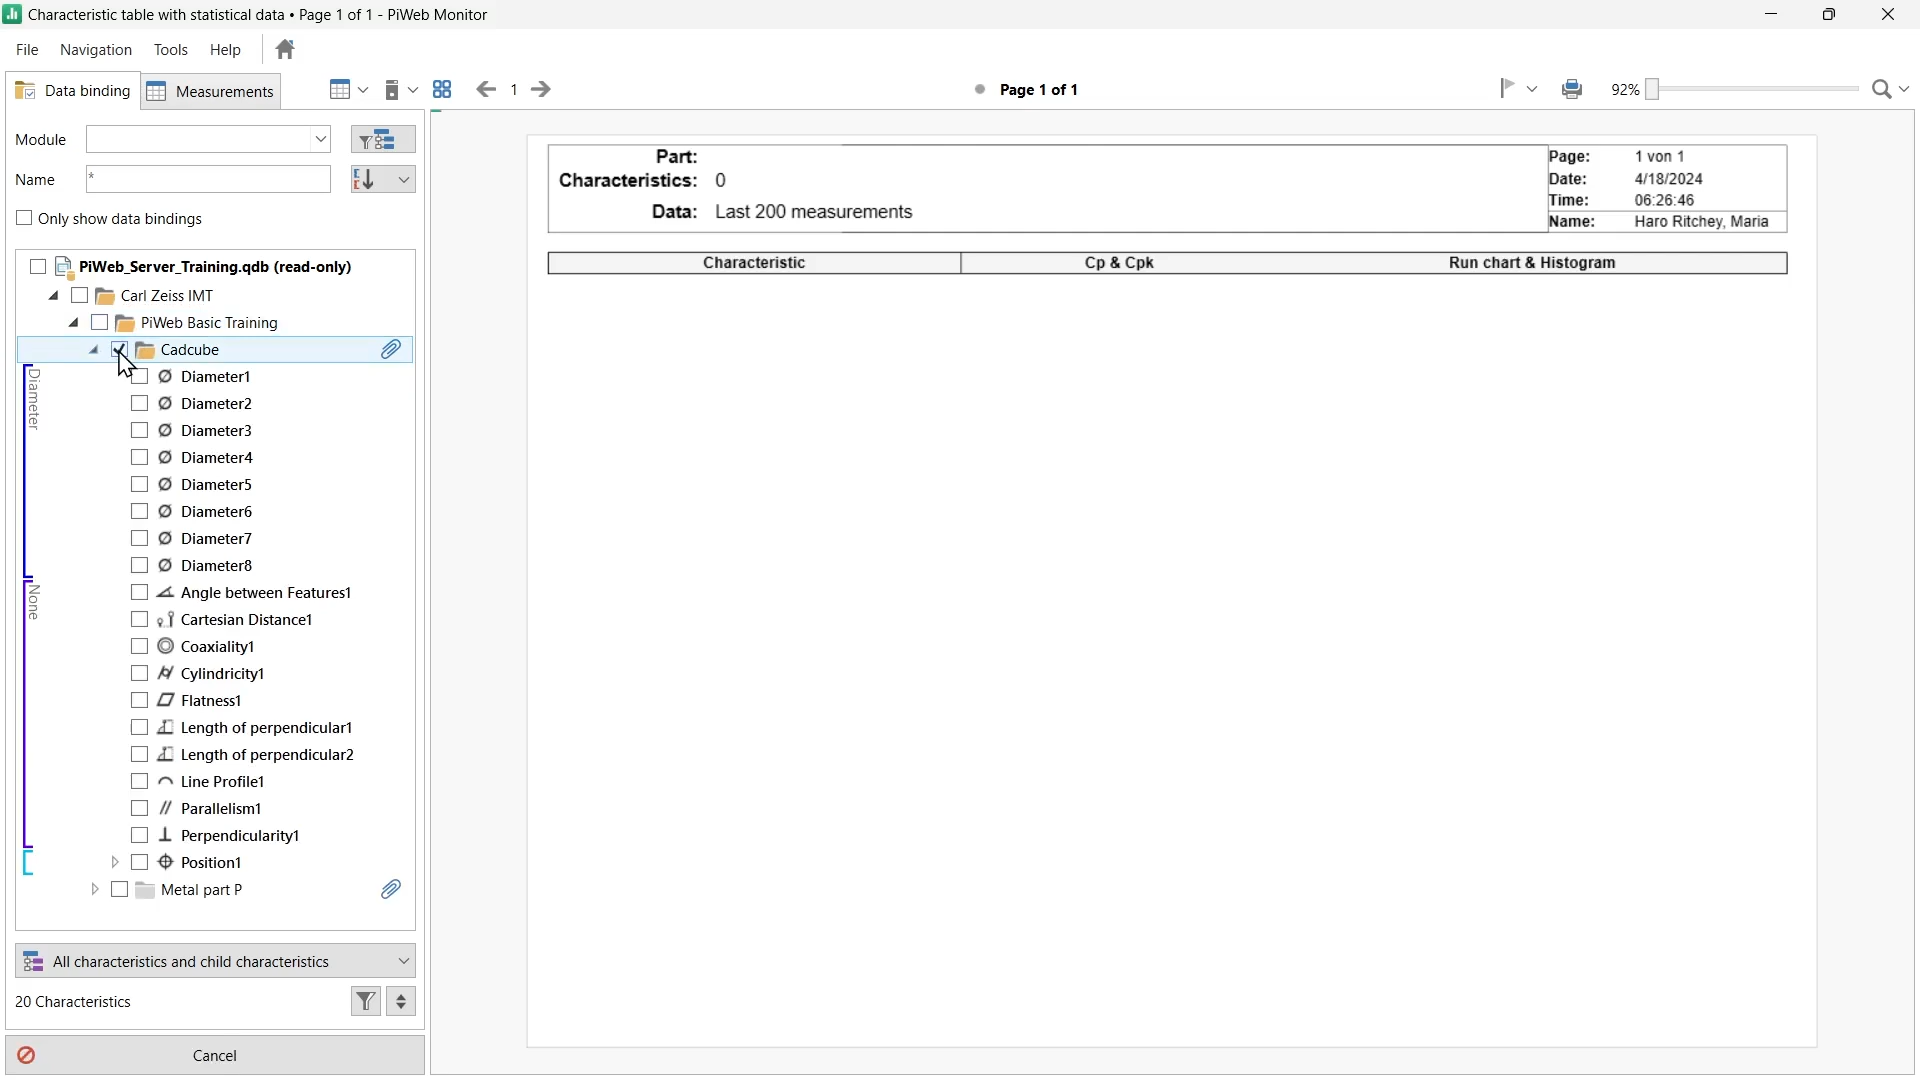 Characteristic table with statistical data • Page 1 of 1 - PiWeb Monitor
File Navigation Tools Help
Data binding Measurements 1 Page 1 of 1 92%
Module
Name *
Only show data bindings
PiWeb_Server_Training.qdb (read-only)
Carl Zeiss IMT
PiWeb Basic Training
Cadcube
Diameter
Diameter1
Diameter2
Diameter3
Diameter4
Diameter5
Diameter6
Diameter7
Diameter8
None
Angle between Features1
Cartesian Distance1
Coaxiality1
Cylindricity1
Flatness1
Length of perpendicular1
Length of perpendicular2
Line Profile1
Parallelism1
Perpendicularity1
Position1
Metal part P
All characteristics and child characteristics
20 Characteristics
Cancel
Part:
Characteristics: 0
Data: Last 200 measurements
Page: 1 von 1
Date: 4/18/2024
Time: 06:26:46
Name: Haro Ritchey, Maria
Characteristic Cp & Cpk Run chart & Histogram